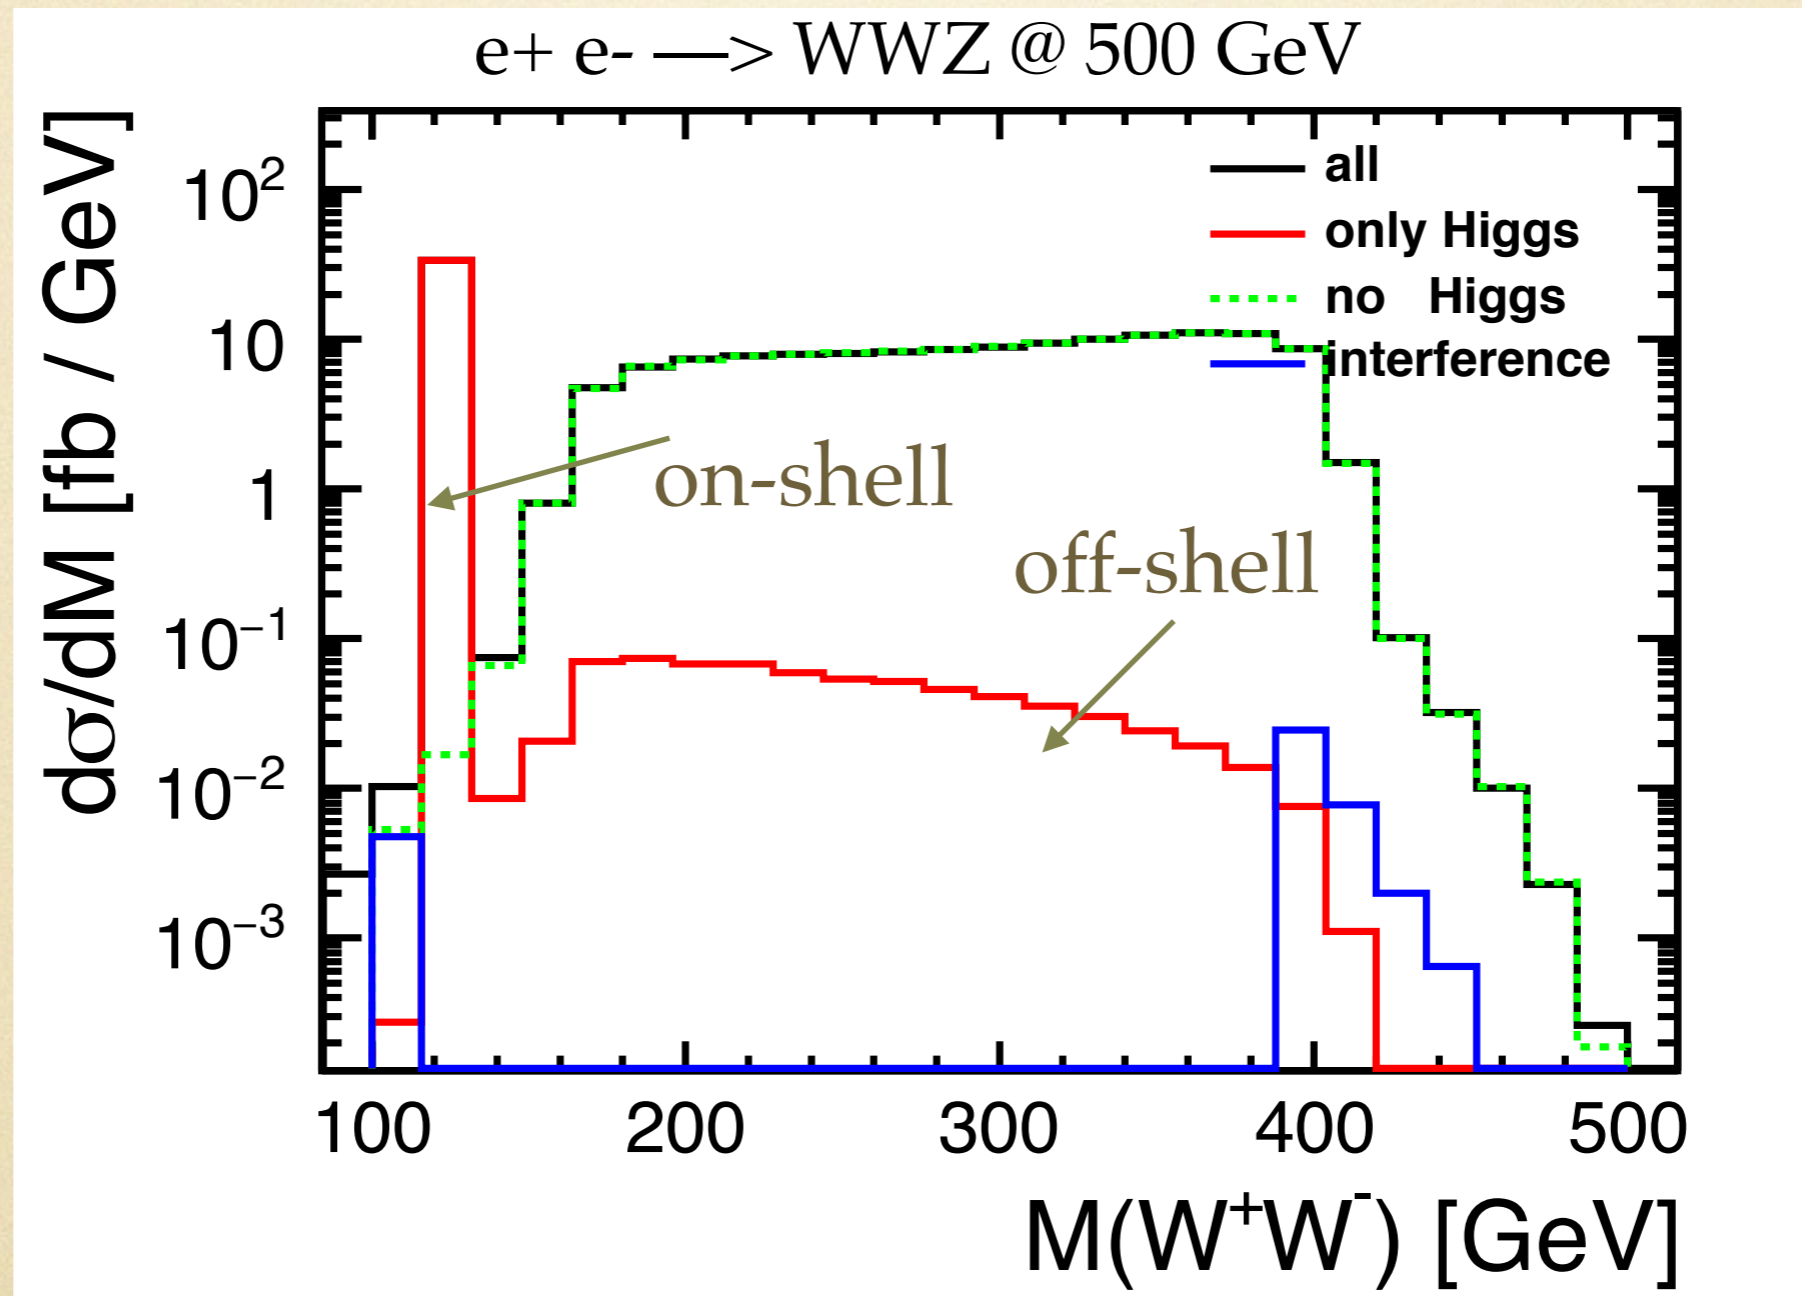 e+ e- —> WWZ @ 500 GeV
dσ/dM [fb / GeV]
10²
10
1
10⁻¹
10⁻²
10⁻³
all
only Higgs
no Higgs
interference
on-shell
off-shell
100 200 300 400 500
M(W⁺W⁻) [GeV]